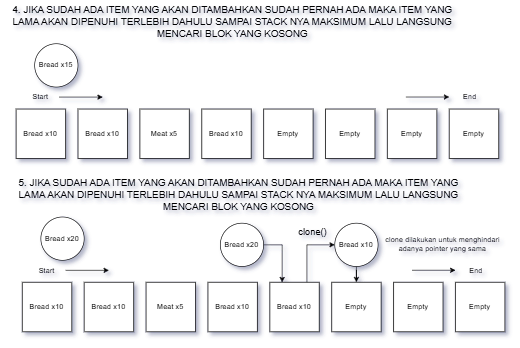 4. JIKA SUDAH ADA ITEM YANG AKAN DITAMBAHKAN SUDAH PERNAH ADA MAKA ITEM YANG
LAMA AKAN DIPENUHI TERLEBIH DAHULU SAMPAI STACK NYA MAKSIMUM LALU LANGSUNG
MENCARI BLOK YANG KOSONG
Bread x15
Start
End
Bread x10 Bread x10 Meat x5 Bread x10 Empty Empty Empty Empty
5. JIKA SUDAH ADA ITEM YANG AKAN DITAMBAHKAN SUDAH PERNAH ADA MAKA ITEM YANG
LAMA AKAN DIPENUHI TERLEBIH DAHULU SAMPAI STACK NYA MAKSIMUM LALU LANGSUNG
MENCARI BLOK YANG KOSONG
clone()
Bread x20 Bread x20 Bread x10 clone dilakukan untuk menghindari
adanya pointer yang sama
Start
End
Bread x10 Bread x10 Meat x5 Bread x10 Bread x10 Empty Empty Empty